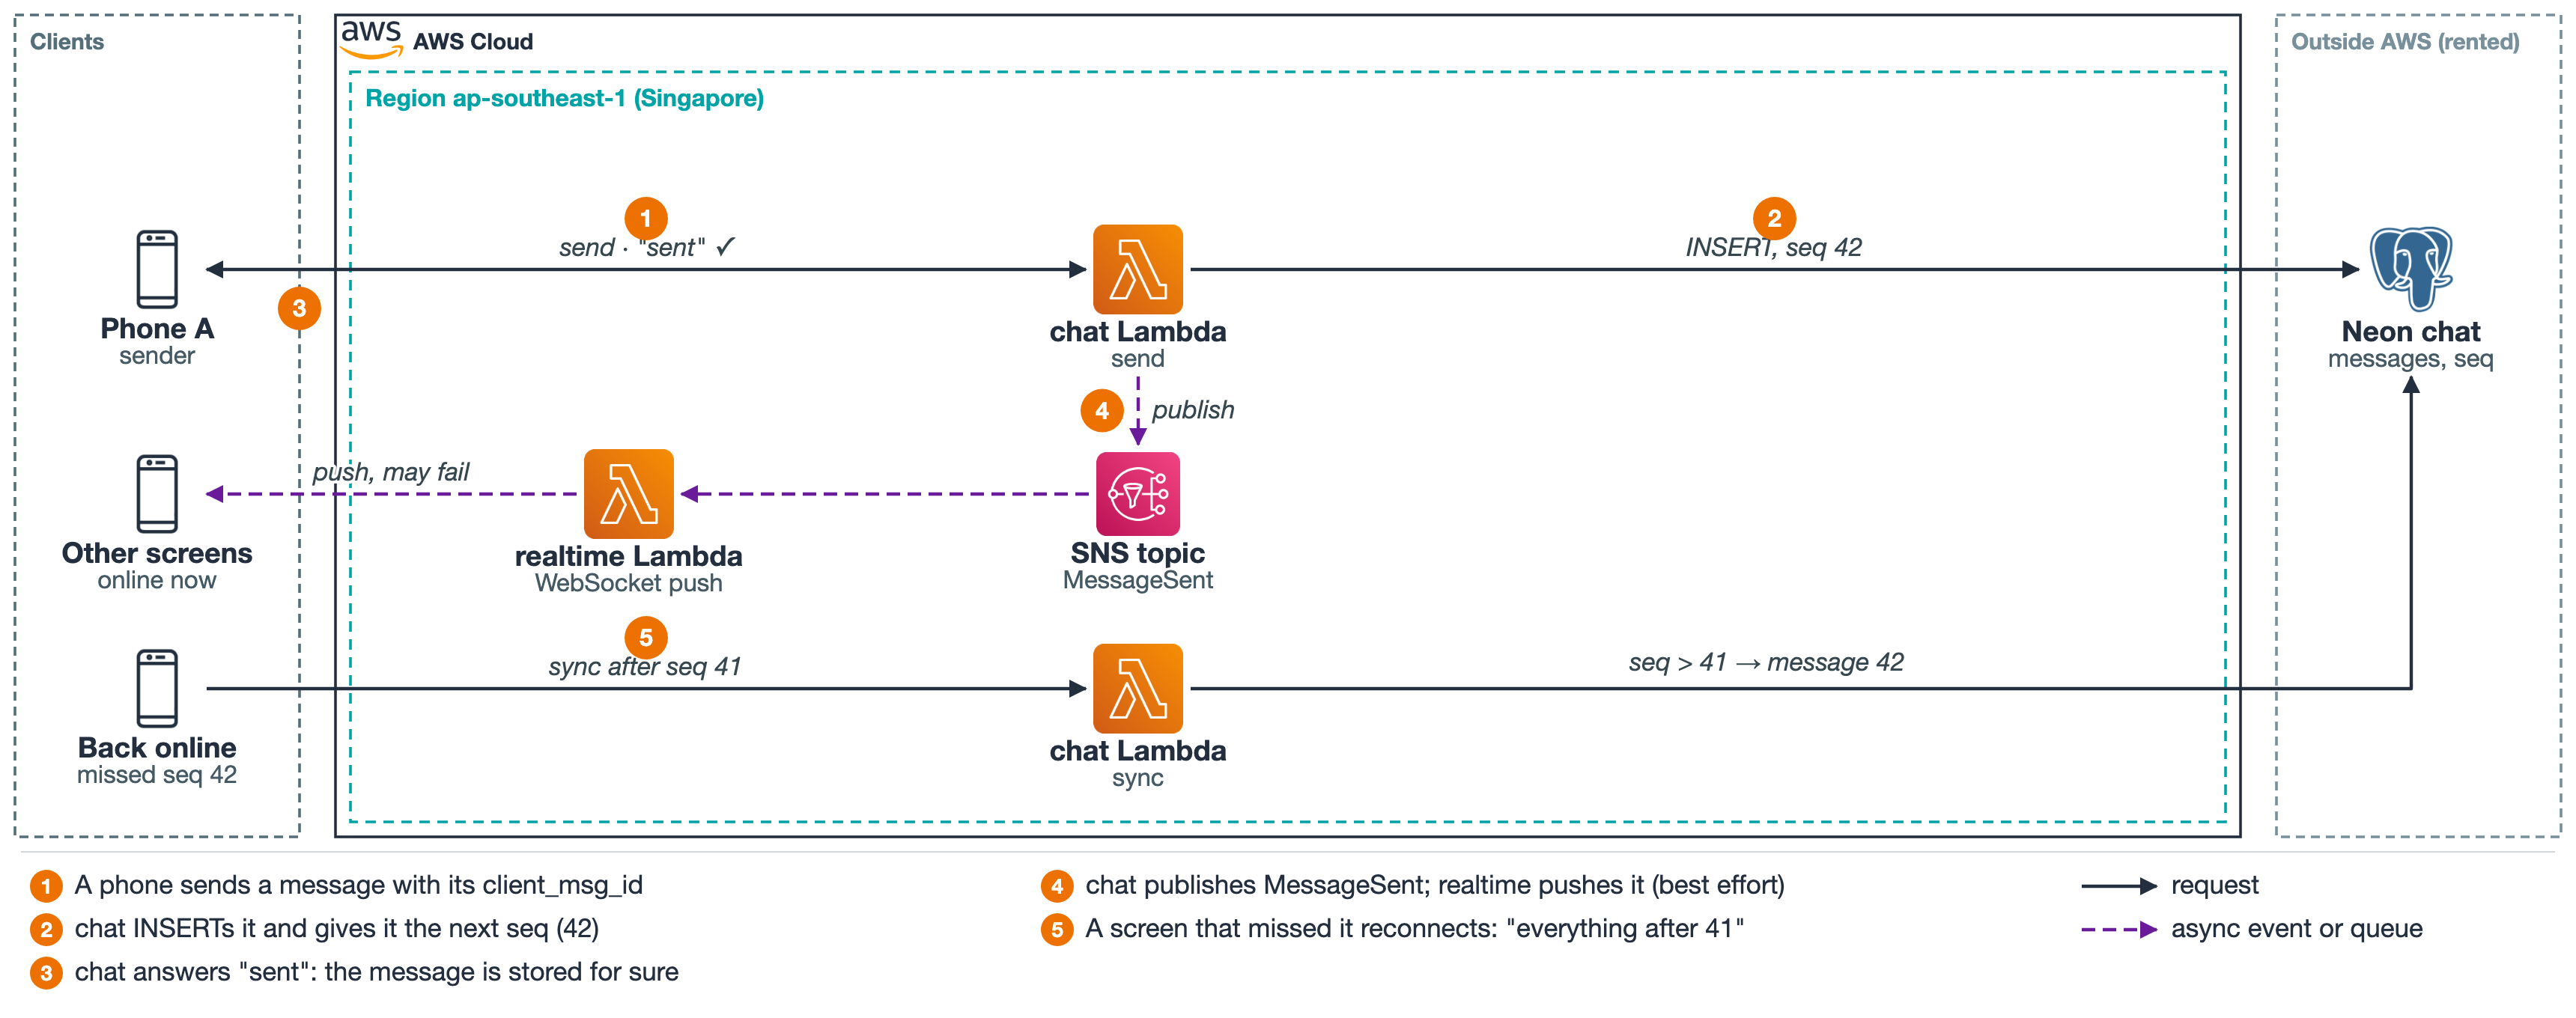 Clients
aws
AWS Cloud
Outside AWS (rented)
Region ap-southeast-1 (Singapore)
1
send · "sent" ✓
2
INSERT, seq 42
3
Phone A
sender
chat Lambda
send
Neon chat
messages, seq
4
publish
push, may fail
Other screens
online now
realtime Lambda
WebSocket push
SNS topic
MessageSent
5
sync after seq 41
seq > 41 → message 42
Back online
missed seq 42
chat Lambda
sync
1 A phone sends a message with its client_msg_id
2 chat INSERTs it and gives it the next seq (42)
3 chat answers "sent": the message is stored for sure
4 chat publishes MessageSent; realtime pushes it (best effort)
5 A screen that missed it reconnects: "everything after 41"
request
async event or queue